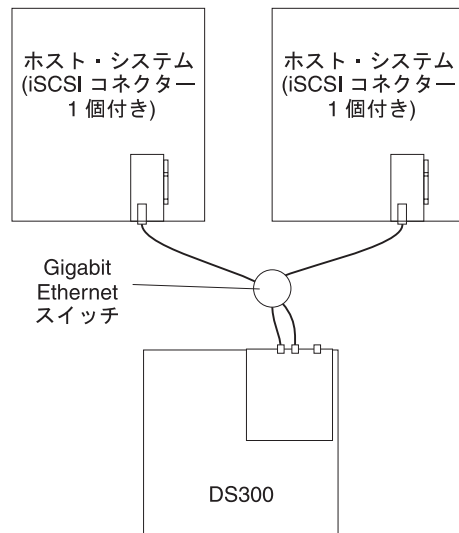 ホスト・システム
(iSCSI コネクター
1 個付き)
ホスト・システム
(iSCSI コネクター
1 個付き)
Gigabit
Ethernet
スイッチ
DS300